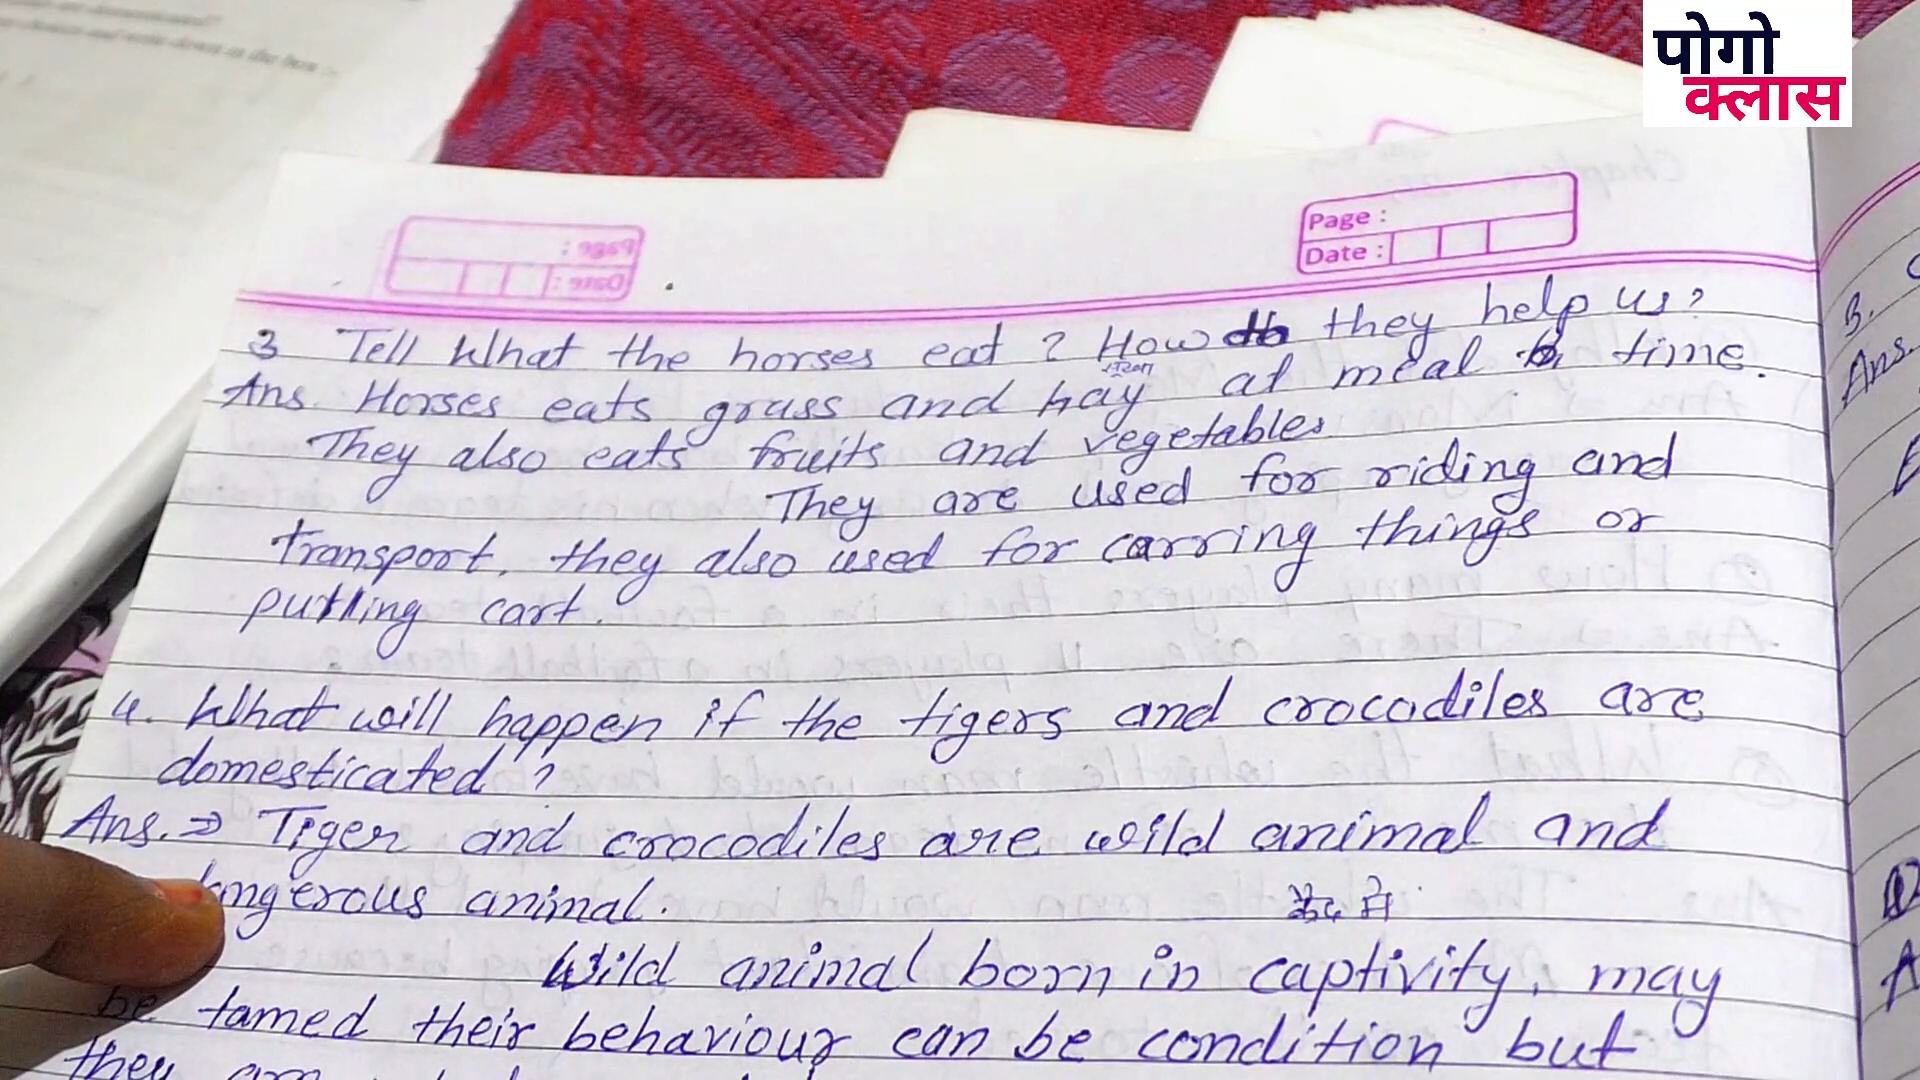 पोगो
क्लास
Page :
Date :
3 Tell What the horses eat ? How they help us?
Ans. Horses eats grass and hay at meal time.
They also eats fruits and vegetables
They are used for riding and
transport. they also used for carring things or
putling cart.
4. What will happen if the tigers and crocodiles are
domesticated ?
Ans. ⇒ Tiger and crocodiles are wild animal and
angerous animal.
कैद में
Wild animal born in captivity, may
be tamed their behaviour can be condition but
they
3.
Ans.